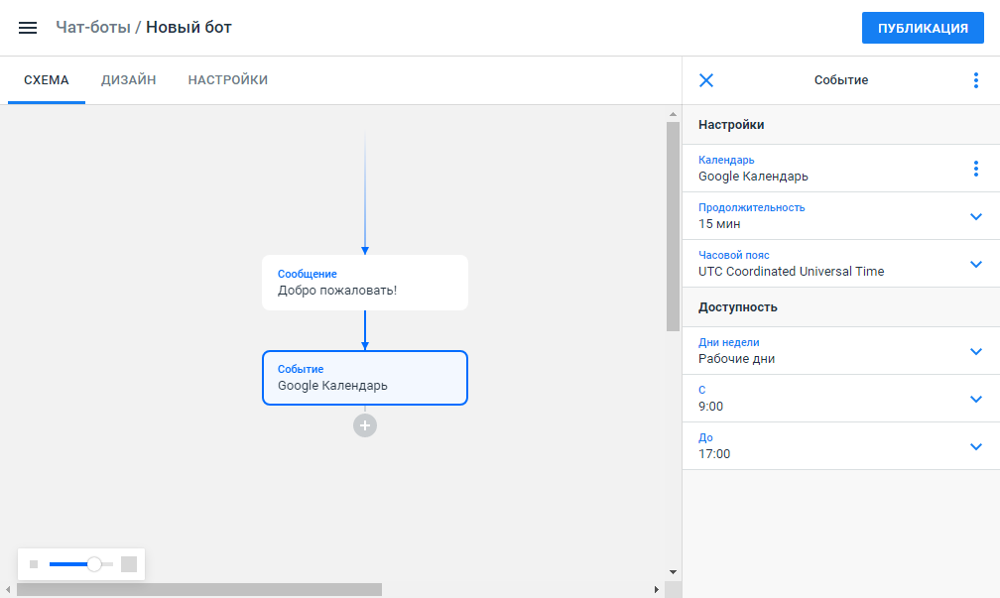 Чат-боты / Новый бот
ПУБЛИКАЦИЯ
СХЕМА
ДИЗАЙН
НАСТРОЙКИ
Сообщение
Добро пожаловать!
Событие
Google Календарь
Событие
Настройки
Календарь
Google Календарь
Продолжительность
15 мин
Часовой пояс
UTC Coordinated Universal Time
Доступность
Дни недели
Рабочие дни
С
9:00
До
17:00